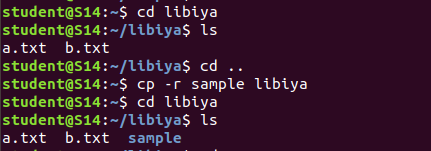 student@S14:~$ cd libiya
student@S14:~/libiya$ ls
a.txt  b.txt
student@S14:~/libiya$ cd ..
student@S14:~$ cp -r sample libiya
student@S14:~$ cd libiya
student@S14:~/libiya$ ls
a.txt  b.txt  sample